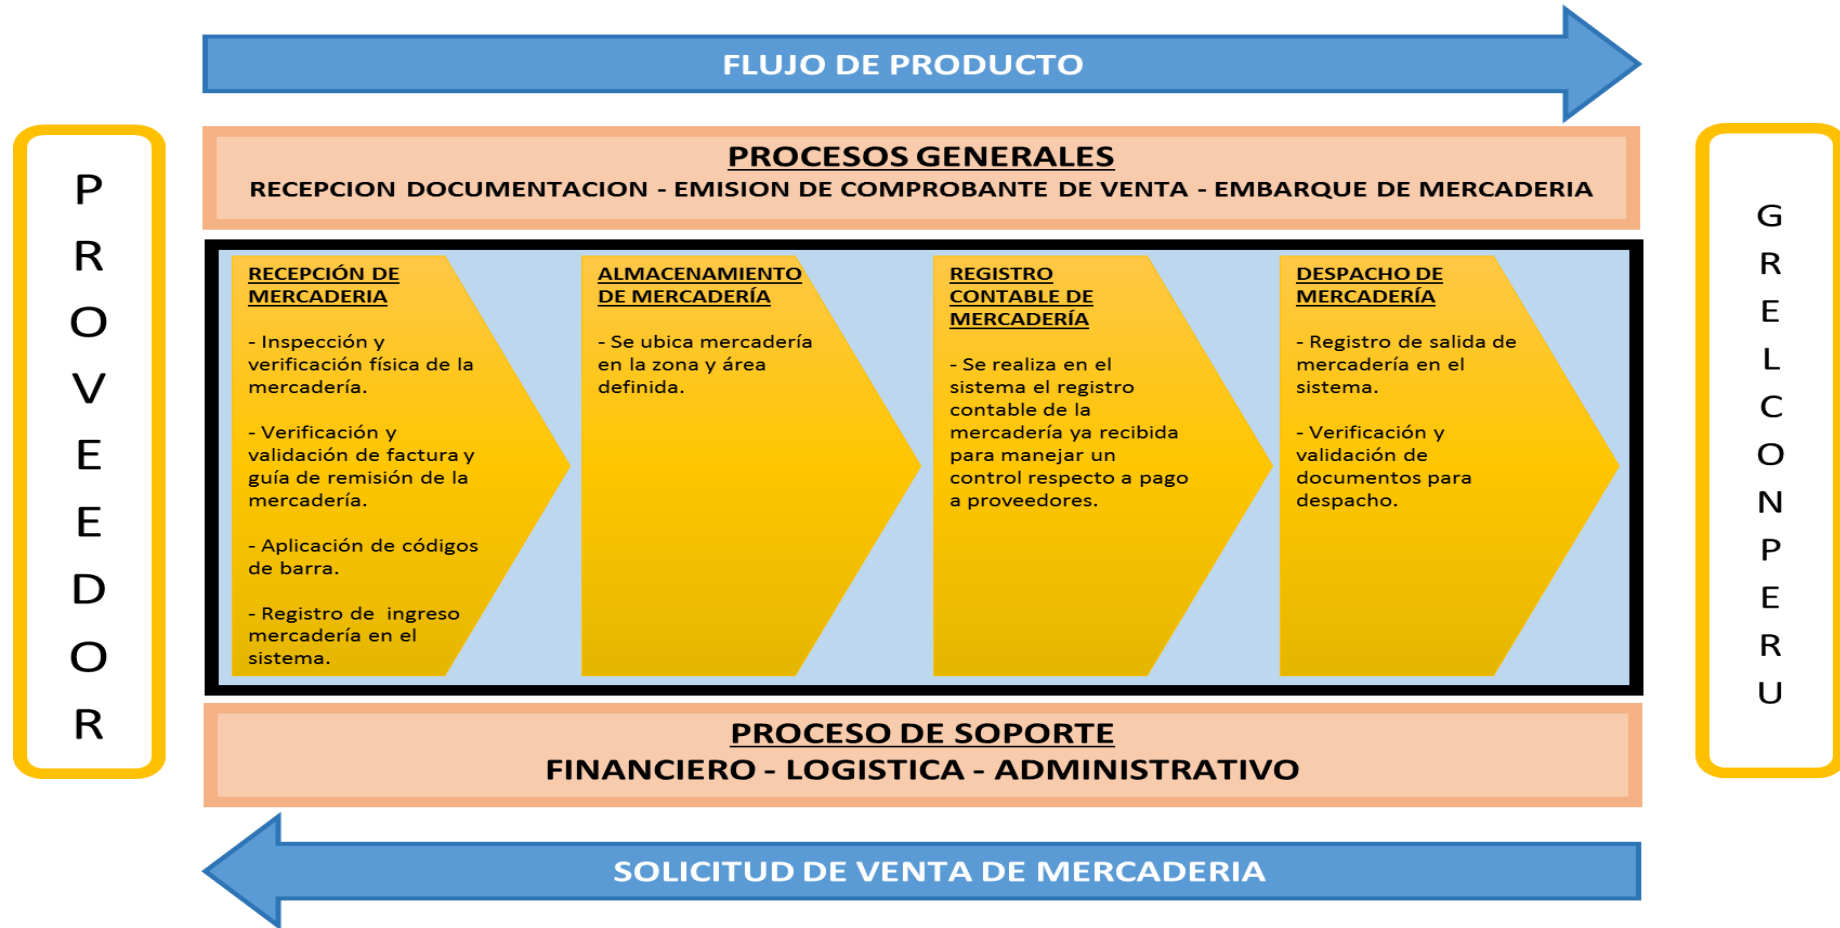 FLUJO DE PRODUCTO
PROVEEDOR
PROCESOS GENERALES
RECEPCION DOCUMENTACION - EMISION DE COMPROBANTE DE VENTA - EMBARQUE DE MERCADERIA
RECEPCIÓN DE
MERCADERIA
- Inspección y
verificación física de la
mercadería.
- Verificación y
validación de factura y
guía de remisión de la
mercadería.
- Aplicación de códigos
de barra.
- Registro de ingreso
mercadería en el
sistema.
ALMACENAMIENTO
DE MERCADERÍA
- Se ubica mercadería
en la zona y área
definida.
REGISTRO
CONTABLE DE
MERCADERÍA
- Se realiza en el
sistema el registro
contable de la
mercadería ya recibida
para manejar un
control respecto a pago
a proveedores.
DESPACHO DE
MERCADERÍA
- Registro de salida de
mercadería en el
sistema.
- Verificación y
validación de
documentos para
despacho.
GRELCONPERU
PROCESO DE SOPORTE
FINANCIERO - LOGISTICA - ADMINISTRATIVO
SOLICITUD DE VENTA DE MERCADERIA